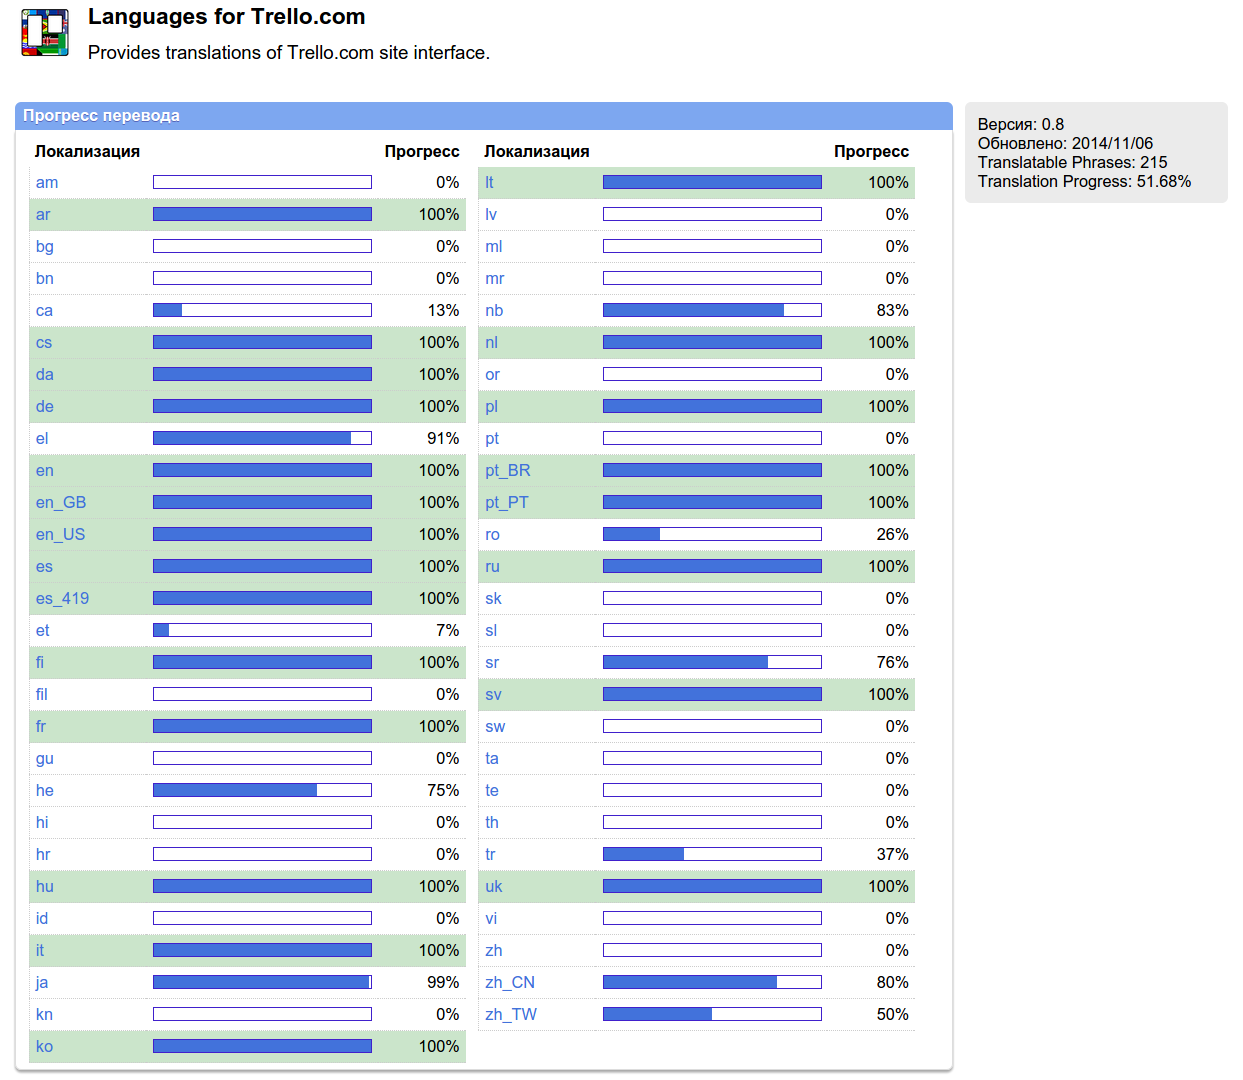 Languages for Trello.com
Provides translations of Trello.com site interface.
Прогресс перевода
Локализация Прогресс
am 0%
ar 100%
bg 0%
bn 0%
ca 13%
cs 100%
da 100%
de 100%
el 91%
en 100%
en_GB 100%
en_US 100%
es 100%
es_419 100%
et 7%
fi 100%
fil 0%
fr 100%
gu 0%
he 75%
hi 0%
hr 0%
hu 100%
id 0%
it 100%
ja 99%
kn 0%
ko 100%
Локализация Прогресс
lt 100%
lv 0%
ml 0%
mr 0%
nb 83%
nl 100%
or 0%
pl 100%
pt 0%
pt_BR 100%
pt_PT 100%
ro 26%
ru 100%
sk 0%
sl 0%
sr 76%
sv 100%
sw 0%
ta 0%
te 0%
th 0%
tr 37%
uk 100%
vi 0%
zh 0%
zh_CN 80%
zh_TW 50%
Версия: 0.8
Обновлено: 2014/11/06
Translatable Phrases: 215
Translation Progress: 51.68%